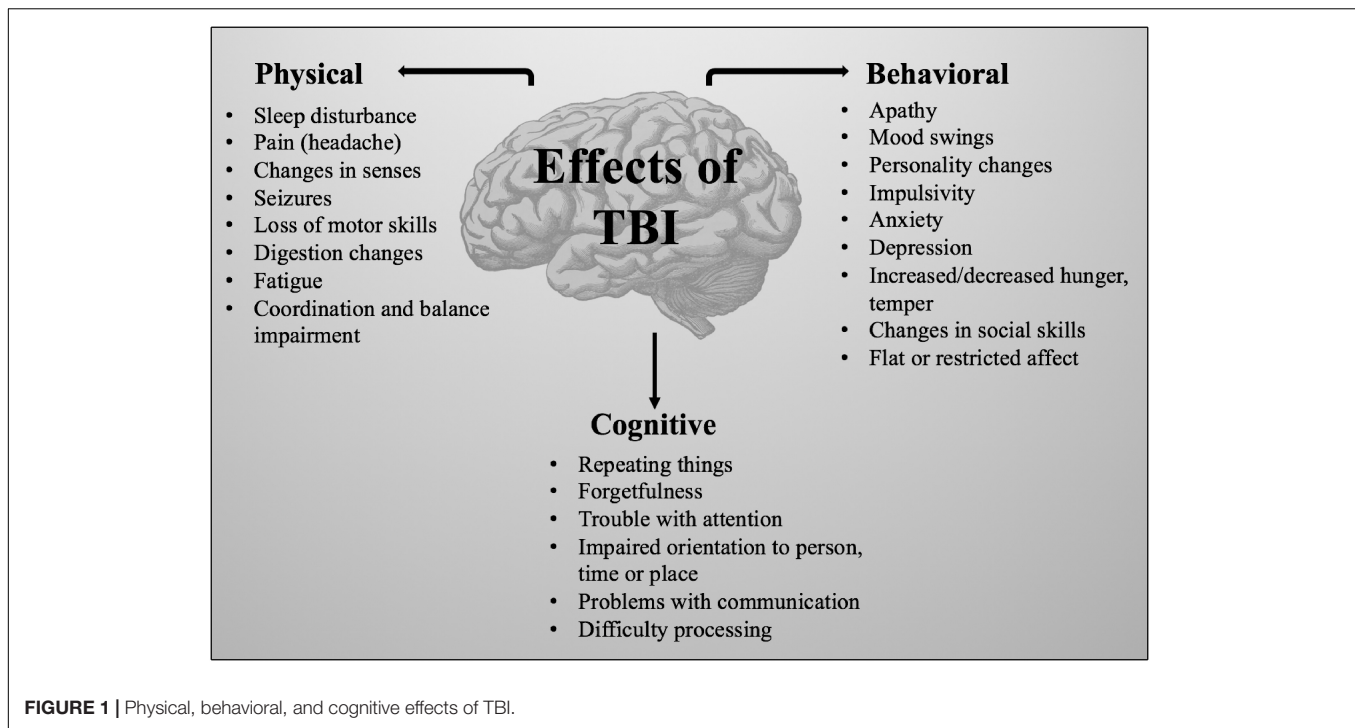 Effects of
TBI
Physical
• Sleep disturbance
• Pain (headache)
• Changes in senses
• Seizures
• Loss of motor skills
• Digestion changes
• Fatigue
• Coordination and balance
impairment
Behavioral
• Apathy
• Mood swings
• Personality changes
• Impulsivity
• Anxiety
• Depression
• Increased/decreased hunger,
temper
• Changes in social skills
• Flat or restricted affect
Cognitive
• Repeating things
• Forgetfulness
• Trouble with attention
• Impaired orientation to person,
time or place
• Problems with communication
• Difficulty processing
FIGURE 1 | Physical, behavioral, and cognitive effects of TBI.